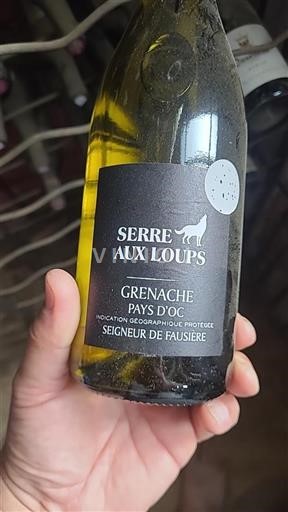 SERRE
AUX LOUPS
GRENACHE
PAYS D'OC
INDICATION GÉOGRAPHIQUE PROTÉGÉE
SEIGNEUR DE FAUSIÈRE